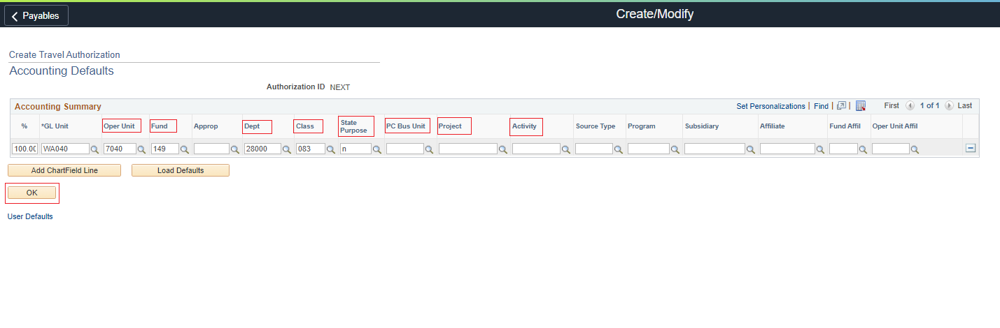 Payables
Create/Modify
Create Travel Authorization
Accounting Defaults
Authorization ID NEXT
Accounting Summary Set Personalizations | Find | | First 1 of 1 Last
% *GL Unit Oper Unit Fund Approp Dept Class State Purpose PC Bus Unit Project Activity Source Type Program Subsidiary Affiliate Fund Affil Oper Unit Affil
100.00 WA040 7040 149 28000 083 n
Add ChartField Line Load Defaults
OK
User Defaults